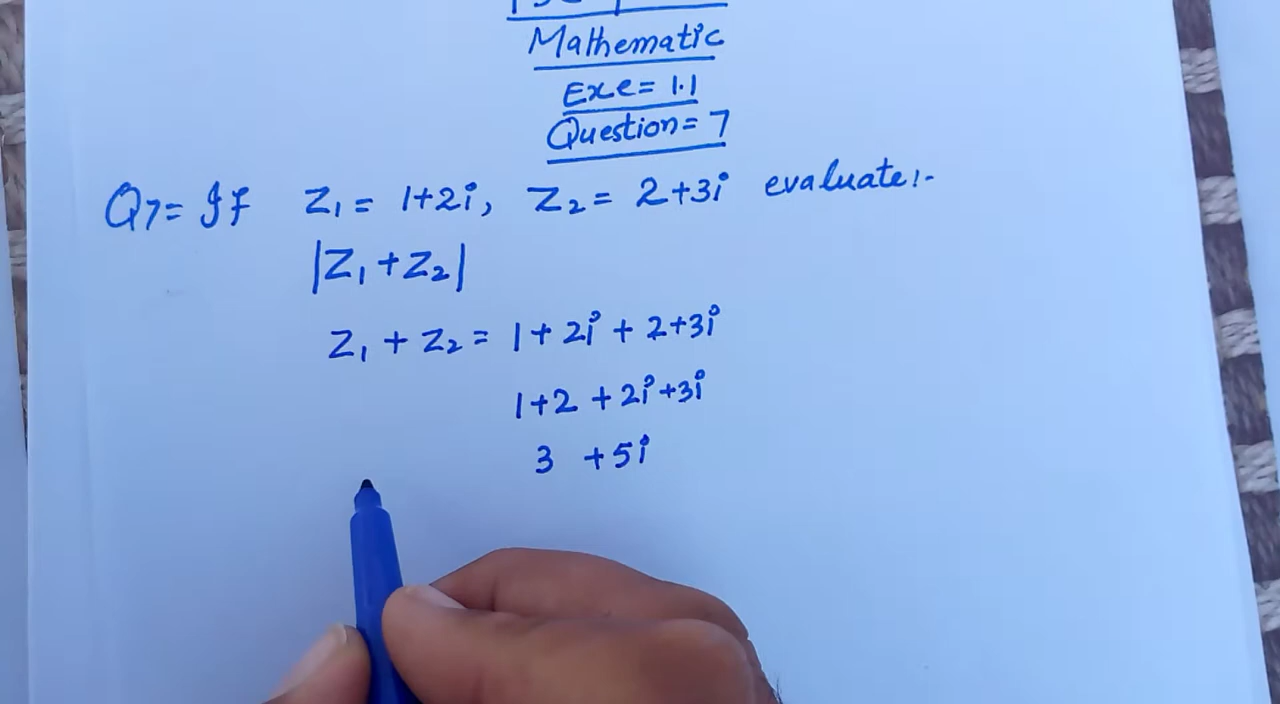 Mathematic
Exe = 1.1
Question = 7
Q7 = If Z₁ = 1+2i, Z₂ = 2+3i evaluate:-
|Z₁ + Z₂|
Z₁ + Z₂ = 1 + 2i + 2+3i
1+2 +2i+3i
3 +5i